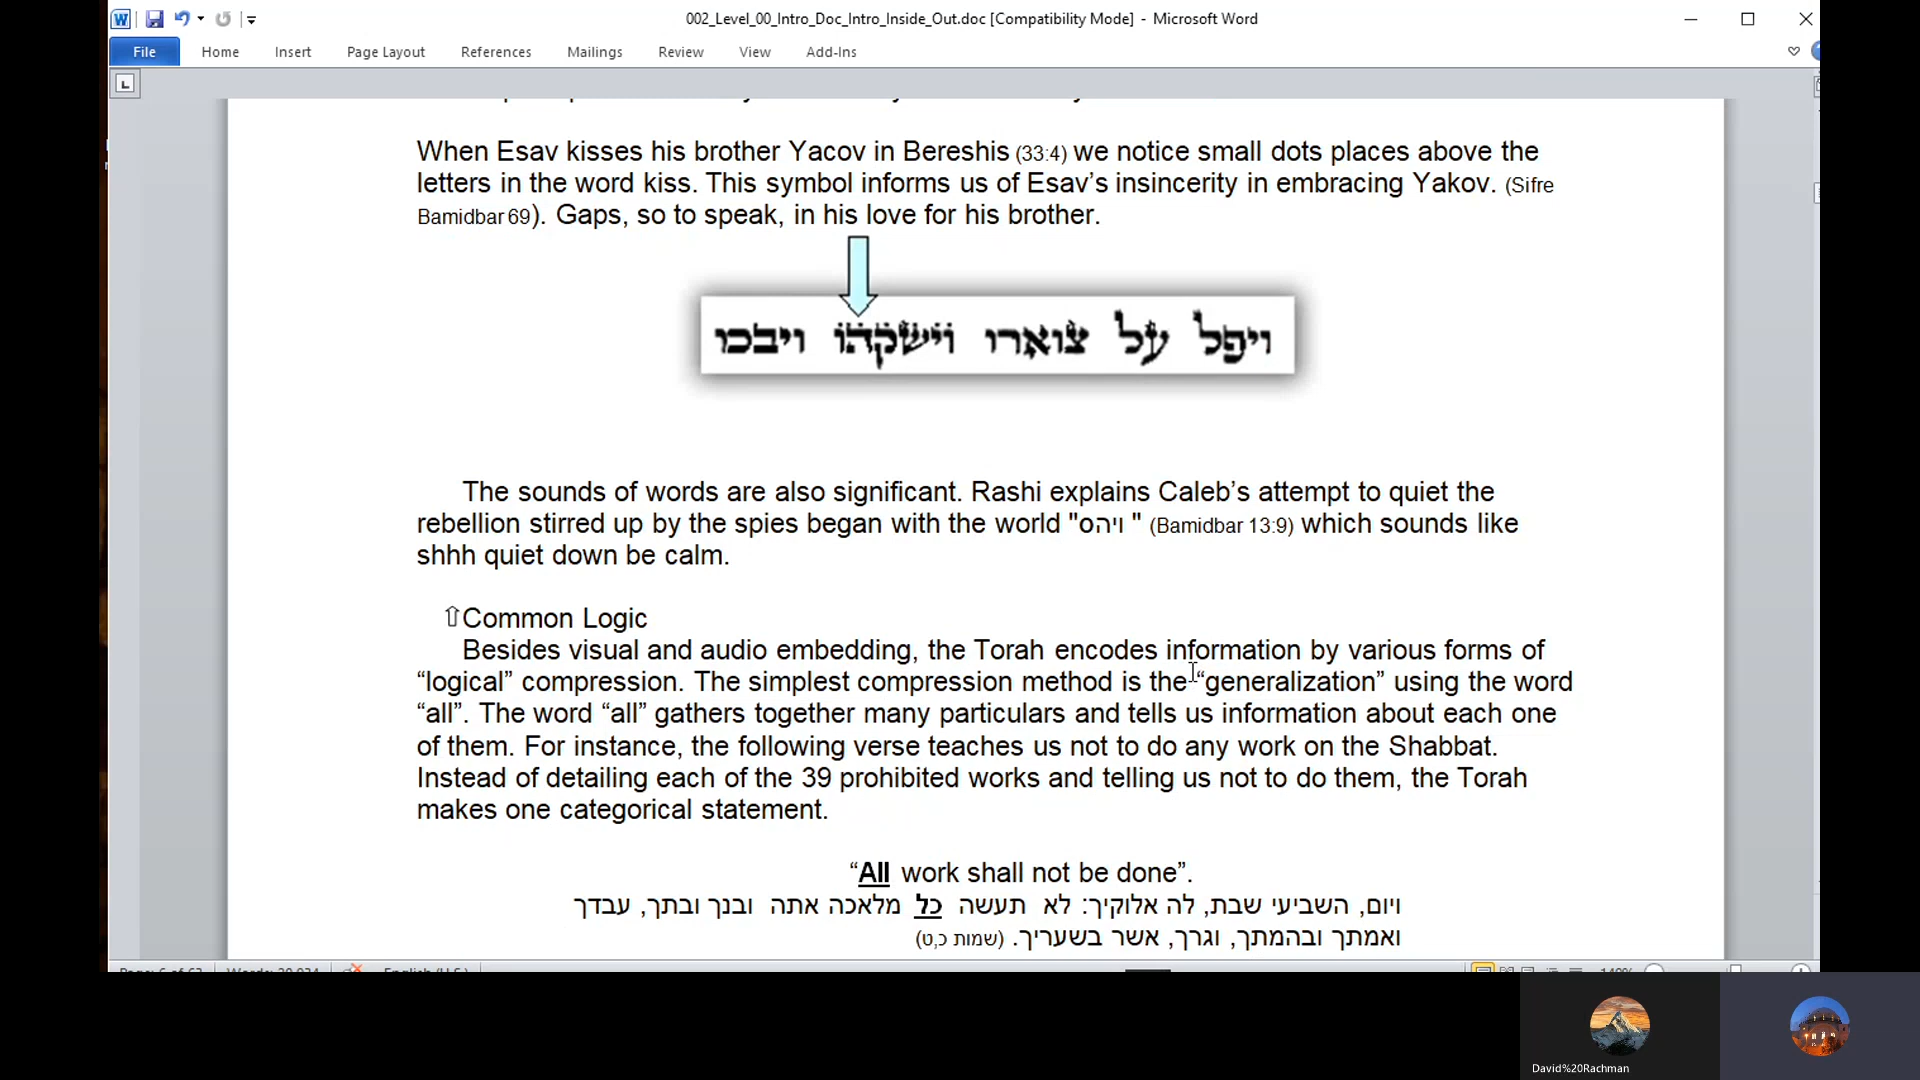 002_Level_00_Intro_Doc_Intro_Inside_Out.doc [Compatibility Mode] - Microsoft Word
File Home Insert Page Layout References Mailings Review View Add-Ins
When Esav kisses his brother Yacov in Bereshis (33:4) we notice small dots places above the
letters in the word kiss. This symbol informs us of Esav’s insincerity in embracing Yakov. (Sifre
Bamidbar 69). Gaps, so to speak, in his love for his brother.
ויפל על צוארו וישקהו ויבכו
The sounds of words are also significant. Rashi explains Caleb’s attempt to quiet the
rebellion stirred up by the spies began with the world "ויהס " (Bamidbar 13:9) which sounds like
shhh quiet down be calm.
⇧Common Logic
Besides visual and audio embedding, the Torah encodes information by various forms of
“logical” compression. The simplest compression method is the “generalization” using the word
“all”. The word “all” gathers together many particulars and tells us information about each one
of them. For instance, the following verse teaches us not to do any work on the Shabbat.
Instead of detailing each of the 39 prohibited works and telling us not to do them, the Torah
makes one categorical statement.
“All work shall not be done”.
ויום, השביעי שבת, לה אלוקיך: לא תעשה כל מלאכה אתה ובנך ובתך, עבדך
ואמתך ובהמתך, וגרך, אשר בשעריך. (שמות כ,ט)
David%20Rachman